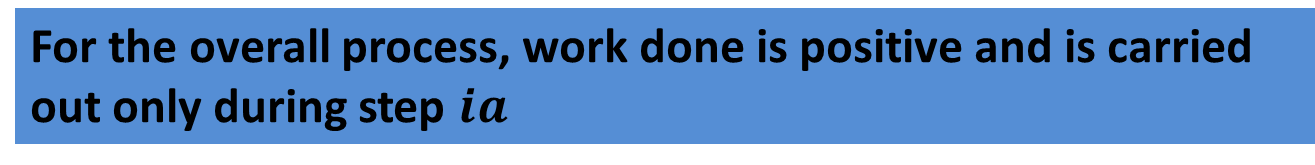 For the overall process, work done is positive and is carried
out only during step ia